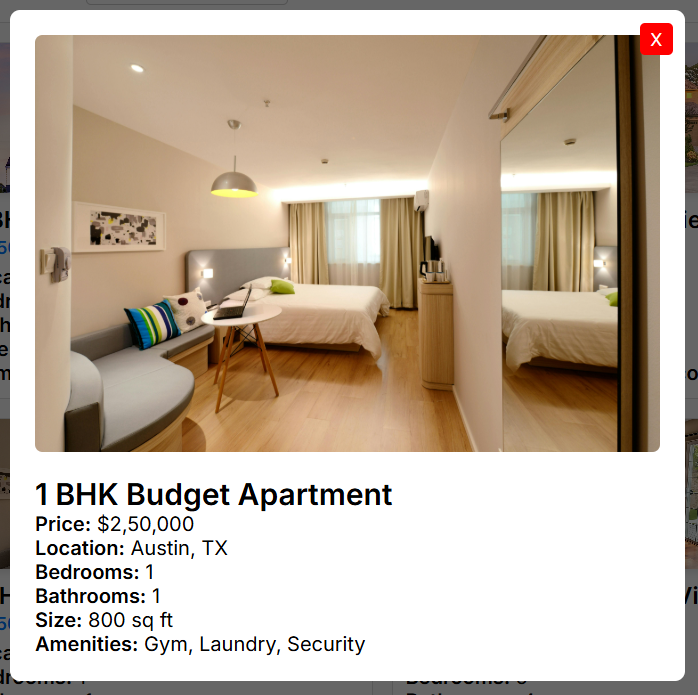 X
1 BHK Budget Apartment
Price: $2,50,000
Location: Austin, TX
Bedrooms: 1
Bathrooms: 1
Size: 800 sq ft
Amenities: Gym, Laundry, Security